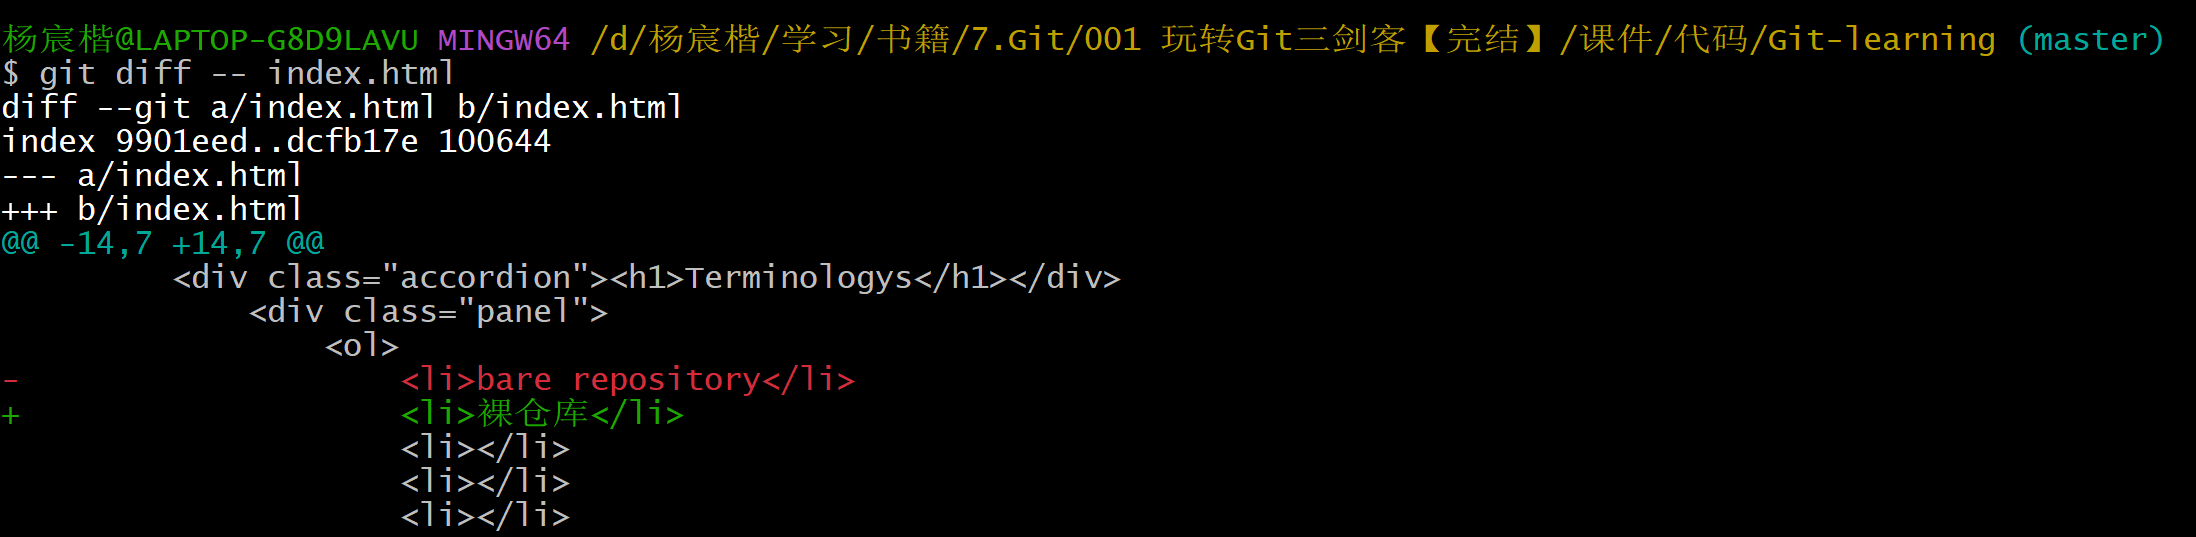 杨宸楷@LAPTOP-G8D9LAVU MINGW64 /d/杨宸楷/学习/书籍/7.Git/001 玩转Git三剑客【完结】/课件/代码/Git-learning (master)
$ git diff -- index.html
diff --git a/index.html b/index.html
index 9901eed..dcfb17e 100644
--- a/index.html
+++ b/index.html
@@ -14,7 +14,7 @@
         <div class="accordion"><h1>Terminologys</h1></div>
             <div class="panel">
                 <ol>
-                    <li>bare repository</li>
+                    <li>裸仓库</li>
                     <li></li>
                     <li></li>
                     <li></li>